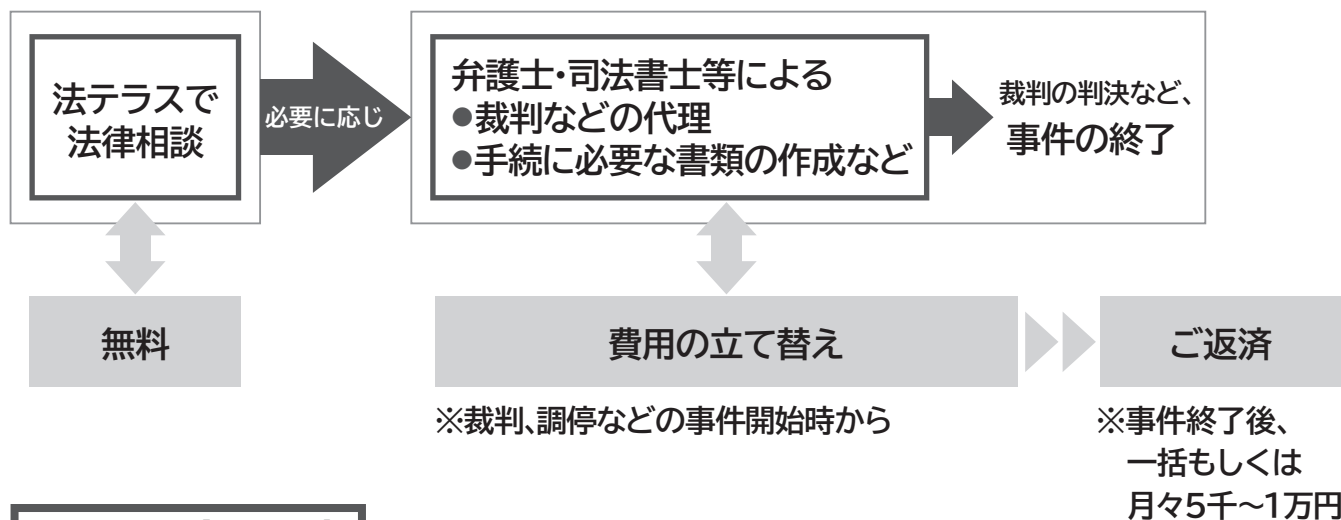 法テラスで
法律相談
必要に応じ
弁護士・司法書士等による
●裁判などの代理
●手続に必要な書類の作成など
裁判の判決など、
事件の終了
無料
費用の立て替え
ご返済
※裁判、調停などの事件開始時から
※事件終了後、
一括もしくは
月々5千〜1万円